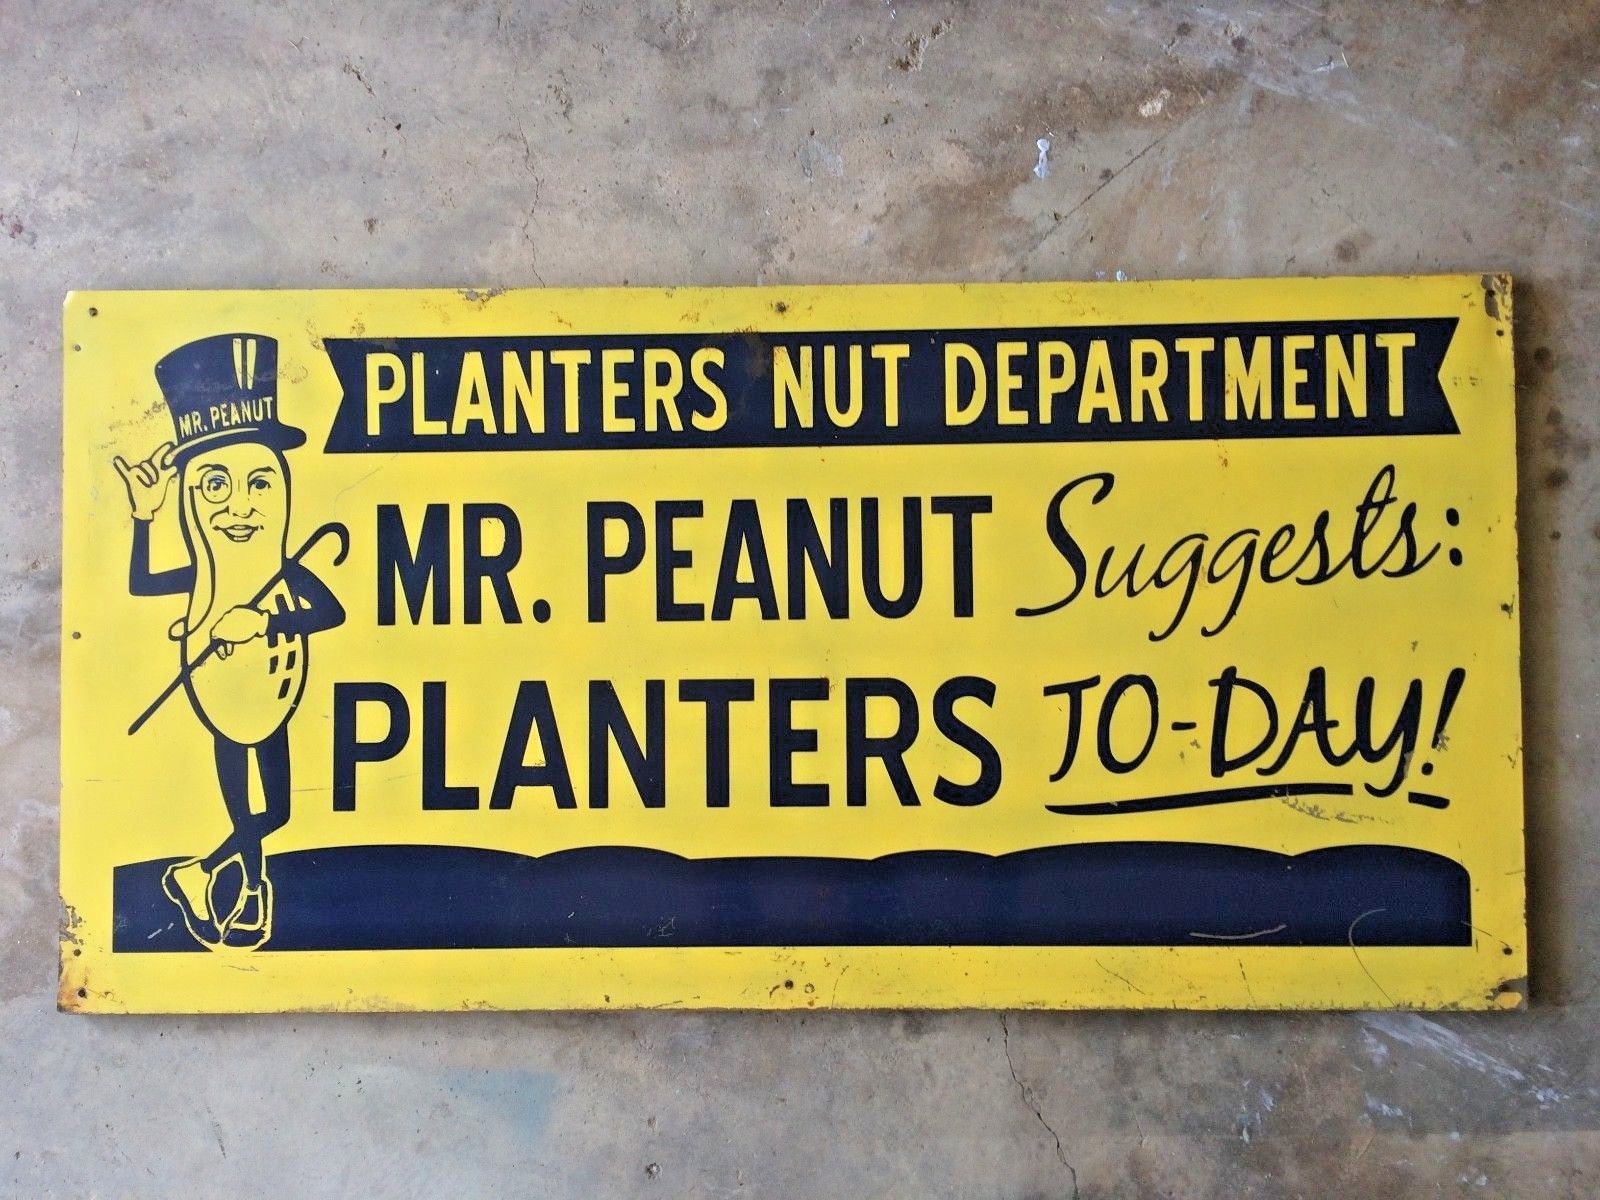 PLANTERS NUT DEPARTMENT
MR. PEANUT
MR. PEANUT Suggests:
PLANTERS TO-DAY!